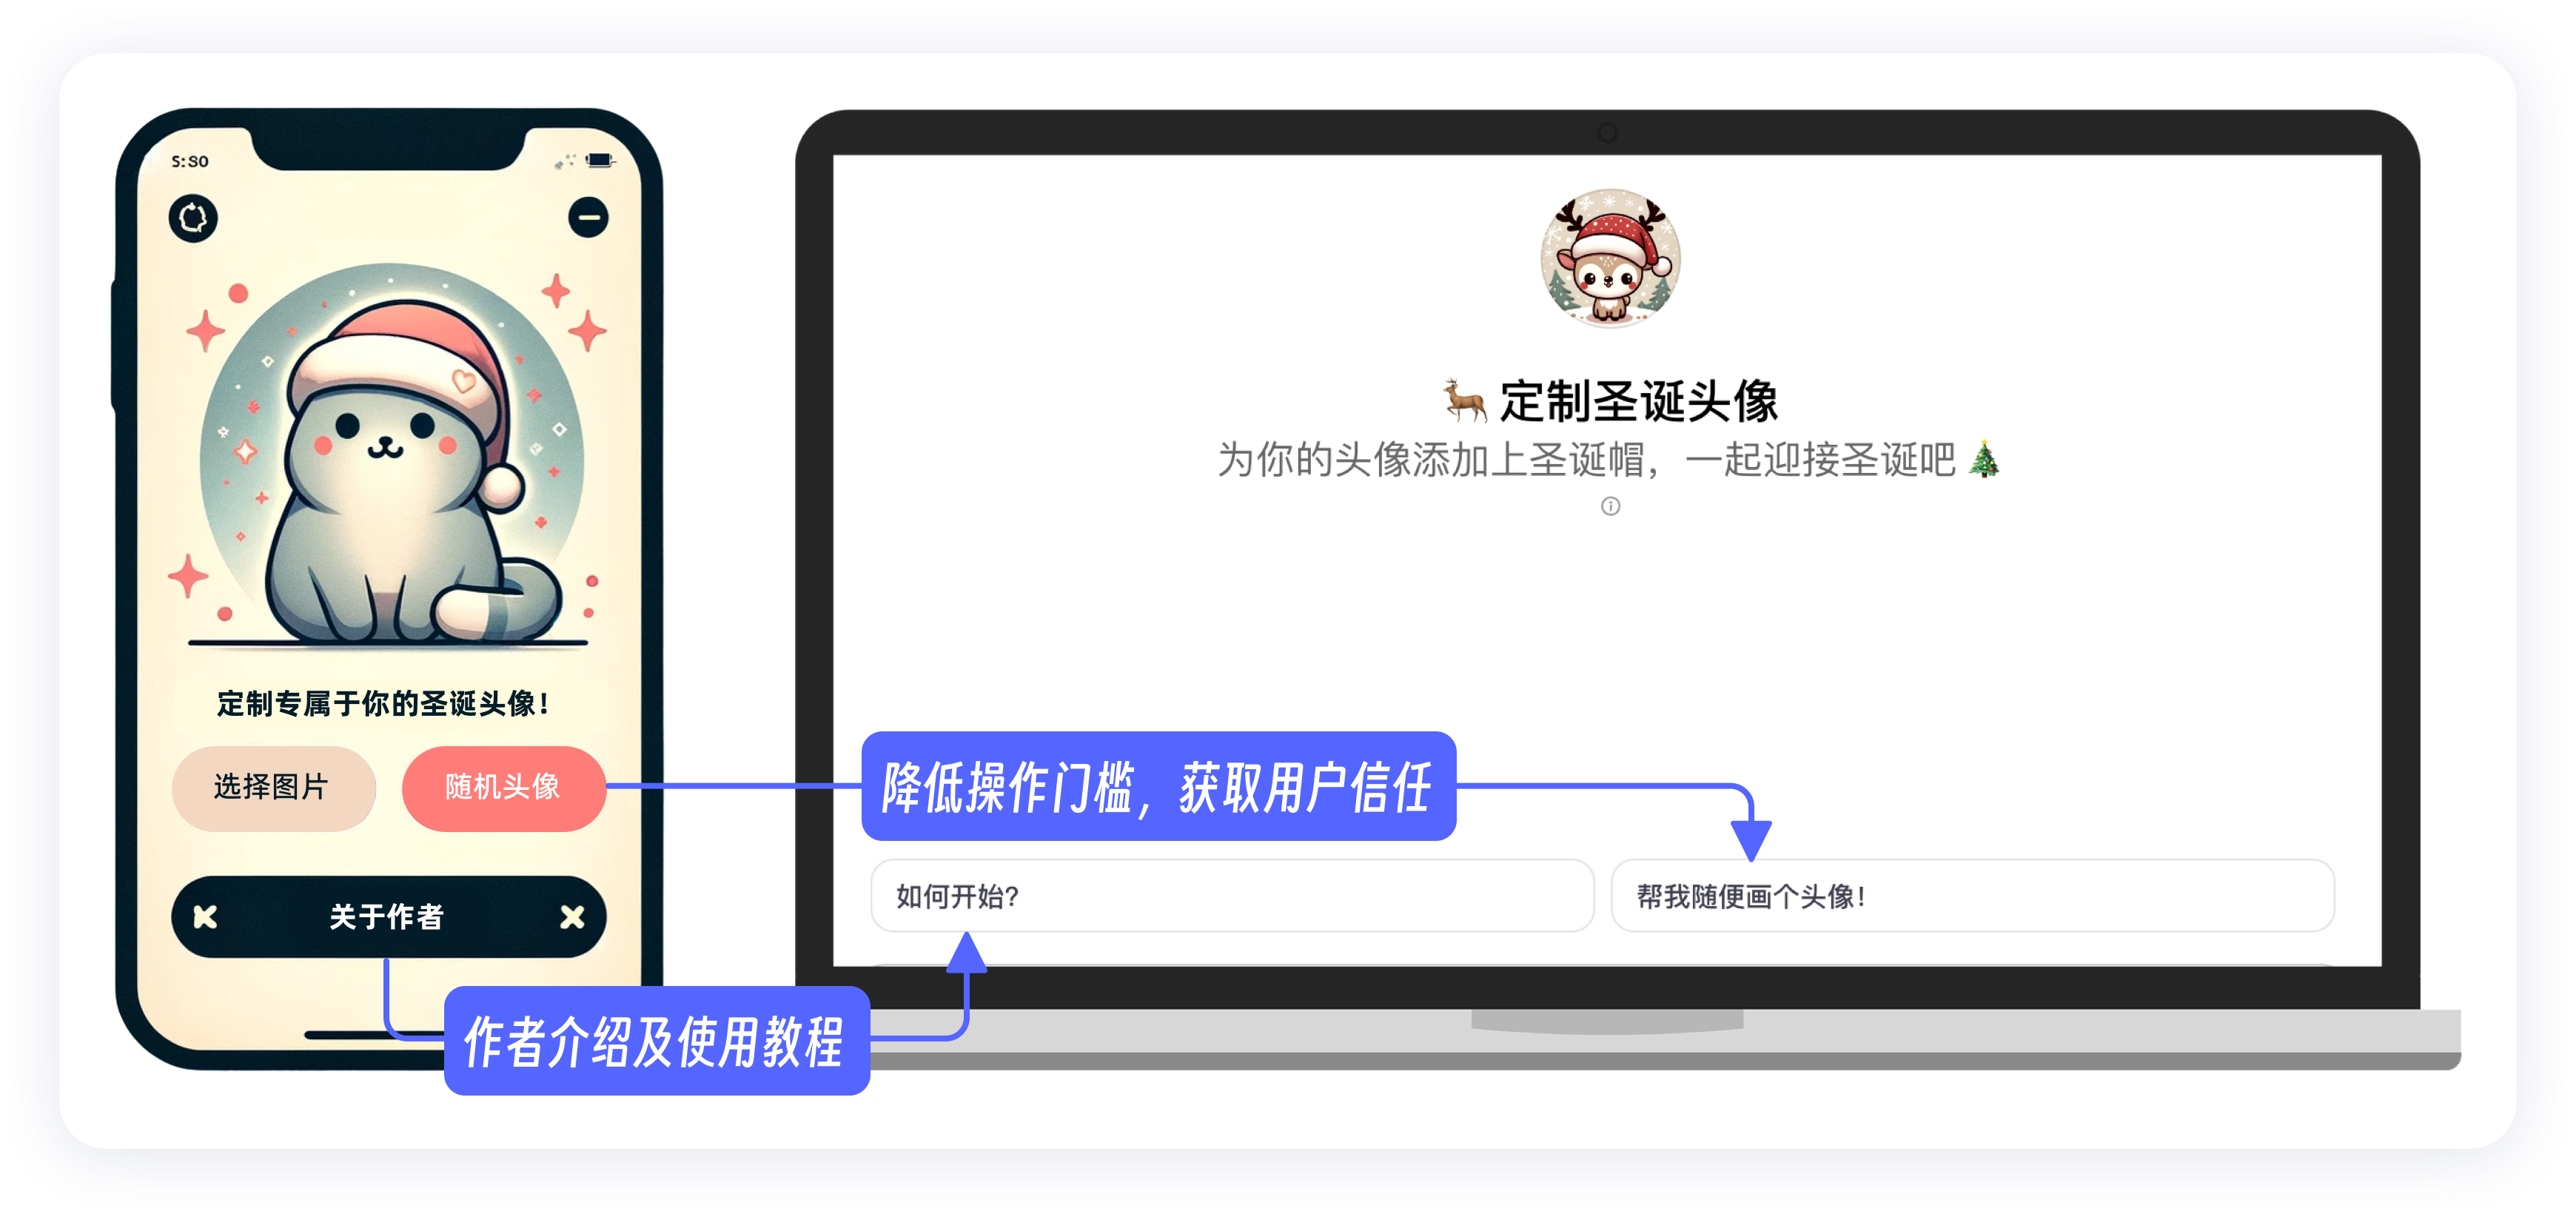 S:SO
定制专属于你的圣诞头像!
选择图片
随机头像
关于作者
🦌 定制圣诞头像
为你的头像添加上圣诞帽，一起迎接圣诞吧 🎄
降低操作门槛，获取用户信任
如何开始?
帮我随便画个头像!
作者介绍及使用教程